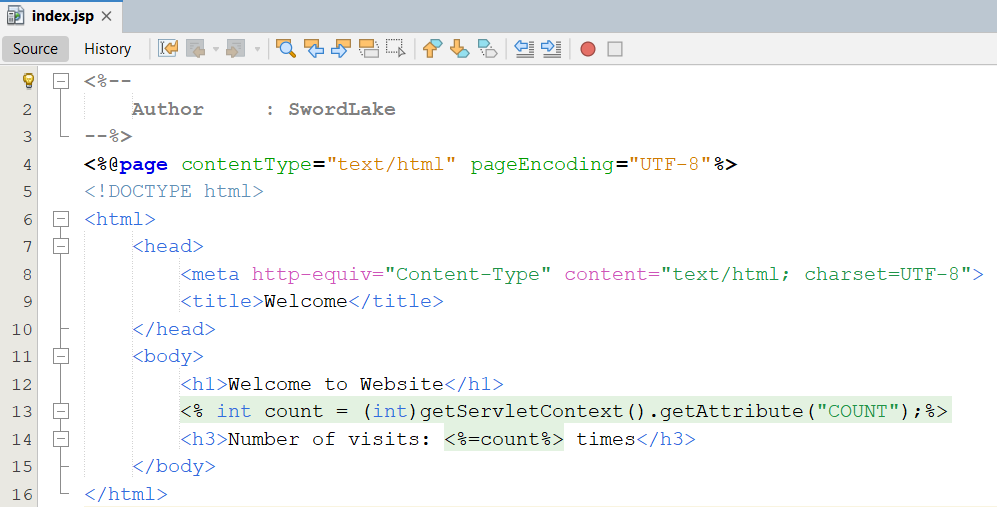 index.jsp
Source History
<%--
2 Author : SwordLake
3 --%>
4 <%@page contentType="text/html" pageEncoding="UTF-8"%>
5 <!DOCTYPE html>
6 <html>
7 <head>
8 <meta http-equiv="Content-Type" content="text/html; charset=UTF-8">
9 <title>Welcome</title>
10 </head>
11 <body>
12 <h1>Welcome to Website</h1>
13 <% int count = (int)getServletContext().getAttribute("COUNT");%>
14 <h3>Number of visits: <%=count%> times</h3>
15 </body>
16 </html>